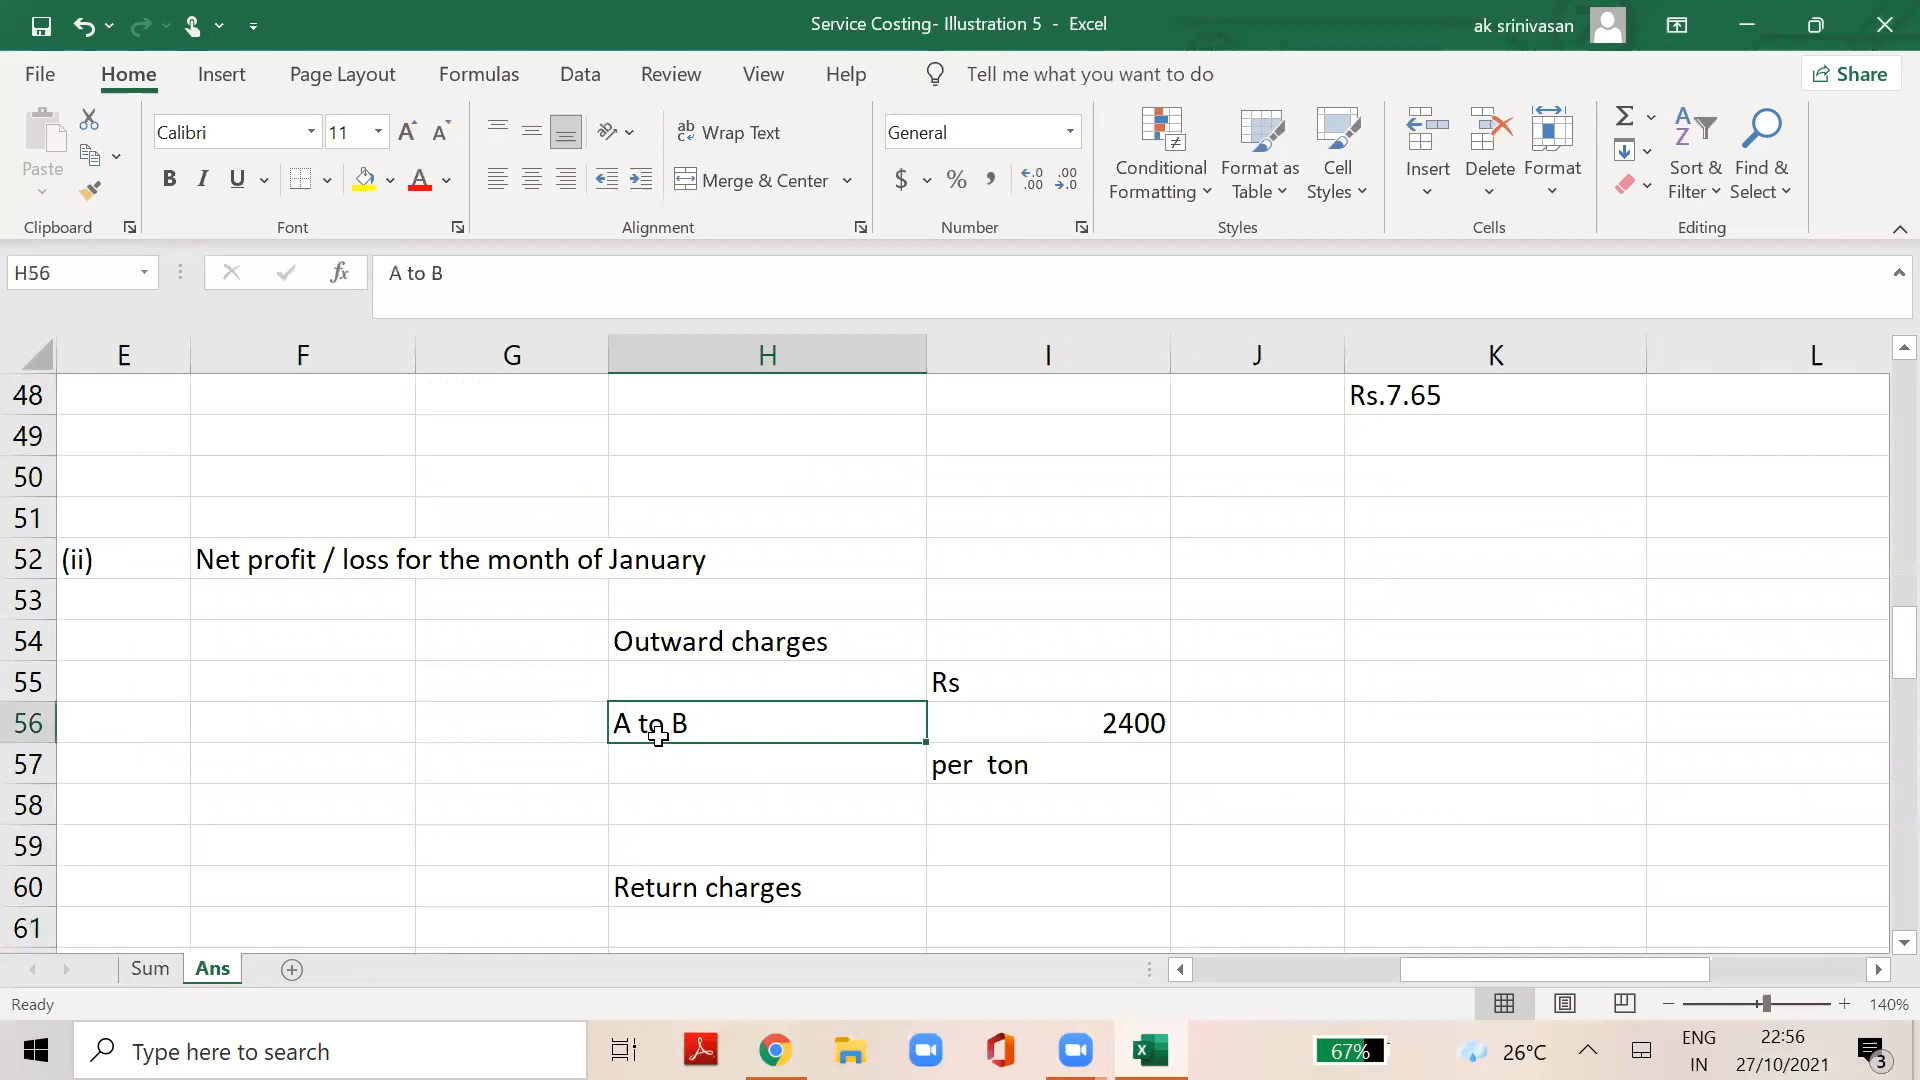 Service Costing- Illustration 5 - Excel
ak srinivasan
File Home Insert Page Layout Formulas Data Review View Help Tell me what you want to do Share
Paste
Calibri 11
B I U
ab Wrap Text
Merge & Center
General
$ % ,
Conditional Formatting
Format as Table
Cell Styles
Insert Delete Format
Sort & Filter
Find & Select
Clipboard Font Alignment Number Styles Cells Editing
H56 fx A to B
E F G H I J K L
48 Rs.7.65
49
50
51
52 (ii) Net profit / loss for the month of January
53
54 Outward charges
55 Rs
56 A to B 2400
57 per ton
58
59
60 Return charges
61
Sum Ans
Ready
140%
Type here to search
67%
26°C
ENG
IN
22:56
27/10/2021
3